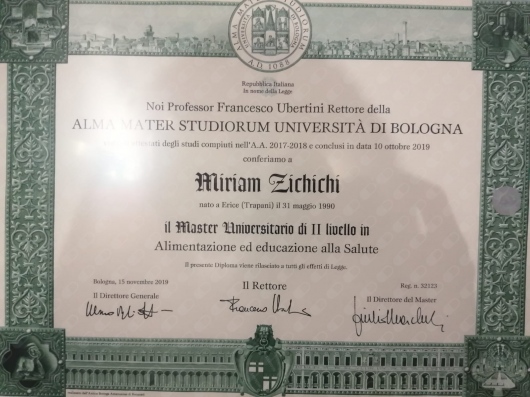 ALMA MATER STUDIORUM
A.D. 1088
Repubblica Italiana
In nome della Legge
Noi Professor Francesco Ubertini Rettore della
ALMA MATER STUDIORUM UNIVERSITÀ DI BOLOGNA
degli studi compiuti nell'A.A. 2017-2018 e conclusi in data 10 ottobre 2019
conferiamo a
Miriam Zichichi
nato a Erice (Trapani) il 31 maggio 1990
il Master Universitario di II livello in
Alimentazione ed educazione alla Salute
Il presente Diploma viene rilasciato a tutti gli effetti di Legge.
Bologna, 15 novembre 2019
Il Rettore
Reg. n. 32123
Il Direttore Generale
Il Direttore del Master